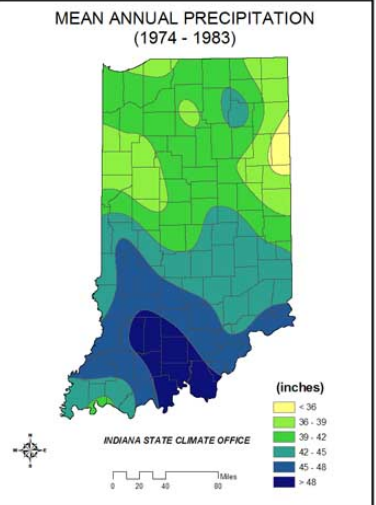 MEAN ANNUAL PRECIPITATION
(1974 - 1983)
(inches)
< 36
36 - 39
39 - 42
42 - 45
45 - 48
> 48
INDIANA STATE CLIMATE OFFICE
Miles
0 20 40 80